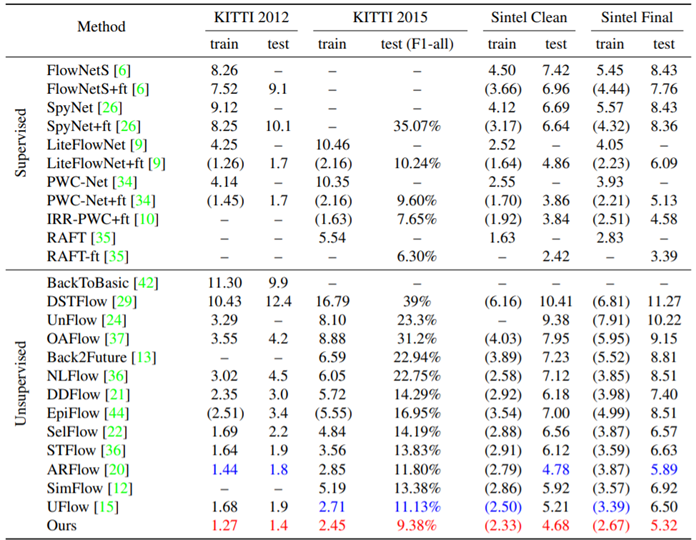 Method KITTI 2012 KITTI 2015 Sintel Clean Sintel Final
train test train test (F1-all) train test train test
Supervised
FlowNetS [6] 8.26 – – – 4.50 7.42 5.45 8.43
FlowNetS+ft [6] 7.52 9.1 – – (3.66) 6.96 (4.44) 7.76
SpyNet [26] 9.12 – – – 4.12 6.69 5.57 8.43
SpyNet+ft [26] 8.25 10.1 – 35.07% (3.17) 6.64 (4.32) 8.36
LiteFlowNet [9] 4.25 – 10.46 – 2.52 – 4.05 –
LiteFlowNet+ft [9] (1.26) 1.7 (2.16) 10.24% (1.64) 4.86 (2.23) 6.09
PWC-Net [34] 4.14 – 10.35 – 2.55 – 3.93 –
PWC-Net+ft [34] (1.45) 1.7 (2.16) 9.60% (1.70) 3.86 (2.21) 5.13
IRR-PWC+ft [10] – – (1.63) 7.65% (1.92) 3.84 (2.51) 4.58
RAFT [35] – – 5.54 – 1.63 – 2.83 –
RAFT-ft [35] – – – 6.30% – 2.42 – 3.39
Unsupervised
BackToBasic [42] 11.30 9.9 – – – – – –
DSTFlow [29] 10.43 12.4 16.79 39% (6.16) 10.41 (6.81) 11.27
UnFlow [24] 3.29 – 8.10 23.3% – 9.38 (7.91) 10.22
OAFlow [37] 3.55 4.2 8.88 31.2% (4.03) 7.95 (5.95) 9.15
Back2Future [13] – – 6.59 22.94% (3.89) 7.23 (5.52) 8.81
NLFlow [36] 3.02 4.5 6.05 22.75% (2.58) 7.12 (3.85) 8.51
DDFlow [21] 2.35 3.0 5.72 14.29% (2.92) 6.18 (3.98) 7.40
EpiFlow [44] (2.51) 3.4 (5.55) 16.95% (3.54) 7.00 (4.99) 8.51
SelFlow [22] 1.69 2.2 4.84 14.19% (2.88) 6.56 (3.87) 6.57
STFlow [36] 1.64 1.9 3.56 13.83% (2.91) 6.12 (3.59) 6.63
ARFlow [20] 1.44 1.8 2.85 11.80% (2.79) 4.78 (3.87) 5.89
SimFlow [12] – – 5.19 13.38% (2.86) 5.92 (3.57) 6.92
UFlow [15] 1.68 1.9 2.71 11.13% (2.50) 5.21 (3.39) 6.50
Ours 1.27 1.4 2.45 9.38% (2.33) 4.68 (2.67) 5.32